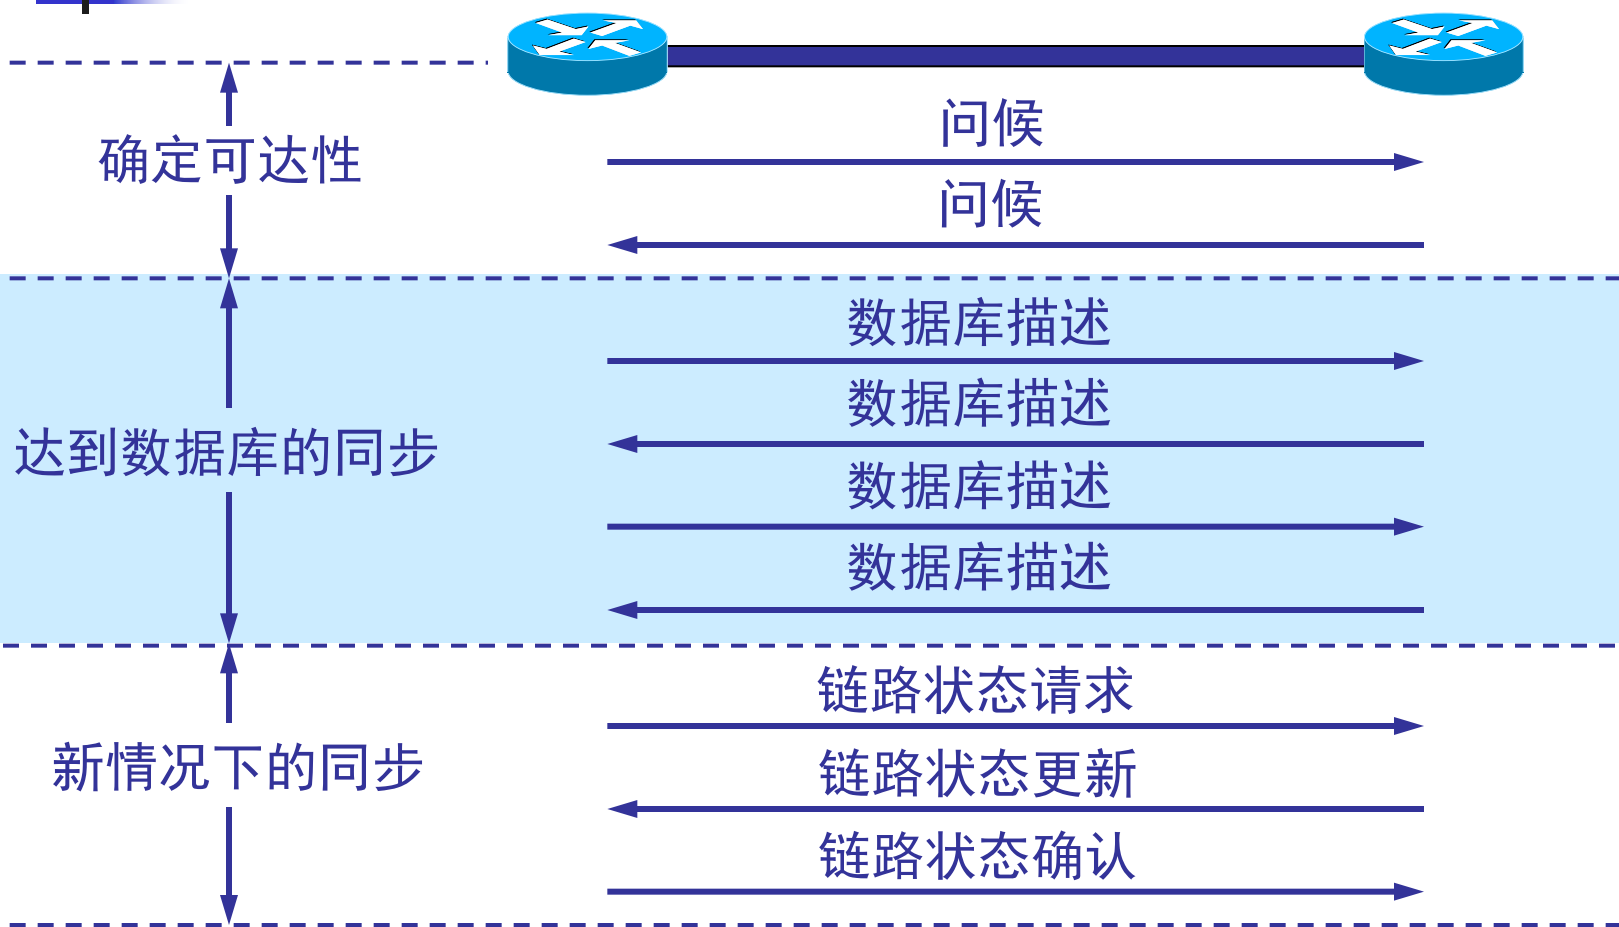 问候
确定可达性
问候
数据库描述
数据库描述
达到数据库的同步
数据库描述
数据库描述
链路状态请求
新情况下的同步
链路状态更新
链路状态确认